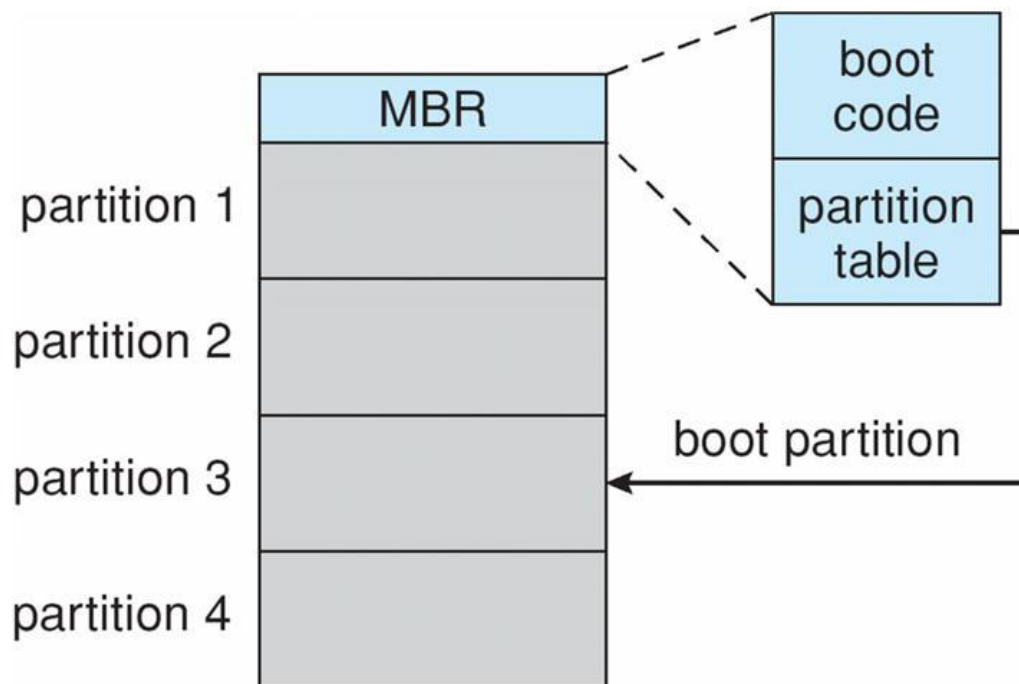 MBR
boot
code
partition
table
partition 1
partition 2
boot partition
partition 3
partition 4